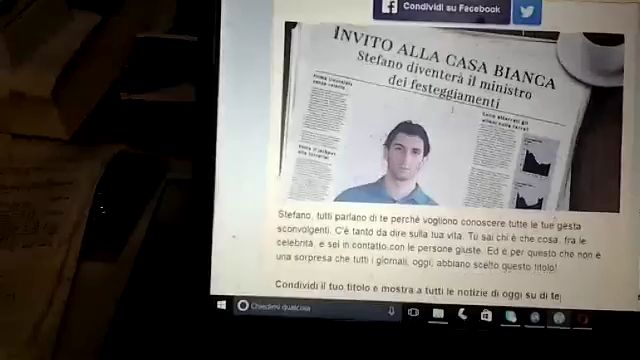 Condividi su Facebook
INVITO ALLA CASA BIANCA
Stefano diventerà il ministro
dei festeggiamenti
Stefano, tutti parlano di te perchè vogliono conoscere tutte le tue gesta
sconvolgenti. C'è tanto da dire sulla tua vita. Tu sai chi è che cosa, fra le
celebrità, e sei in contatto con le persone giuste. Ed è per questo che non è
una sorpresa che tutti i giornali, oggi, abbiano scelto questo titolo!
Condividi il tuo titolo e mostra a tutti le notizie di oggi su di te
Chiedimi qualcosa